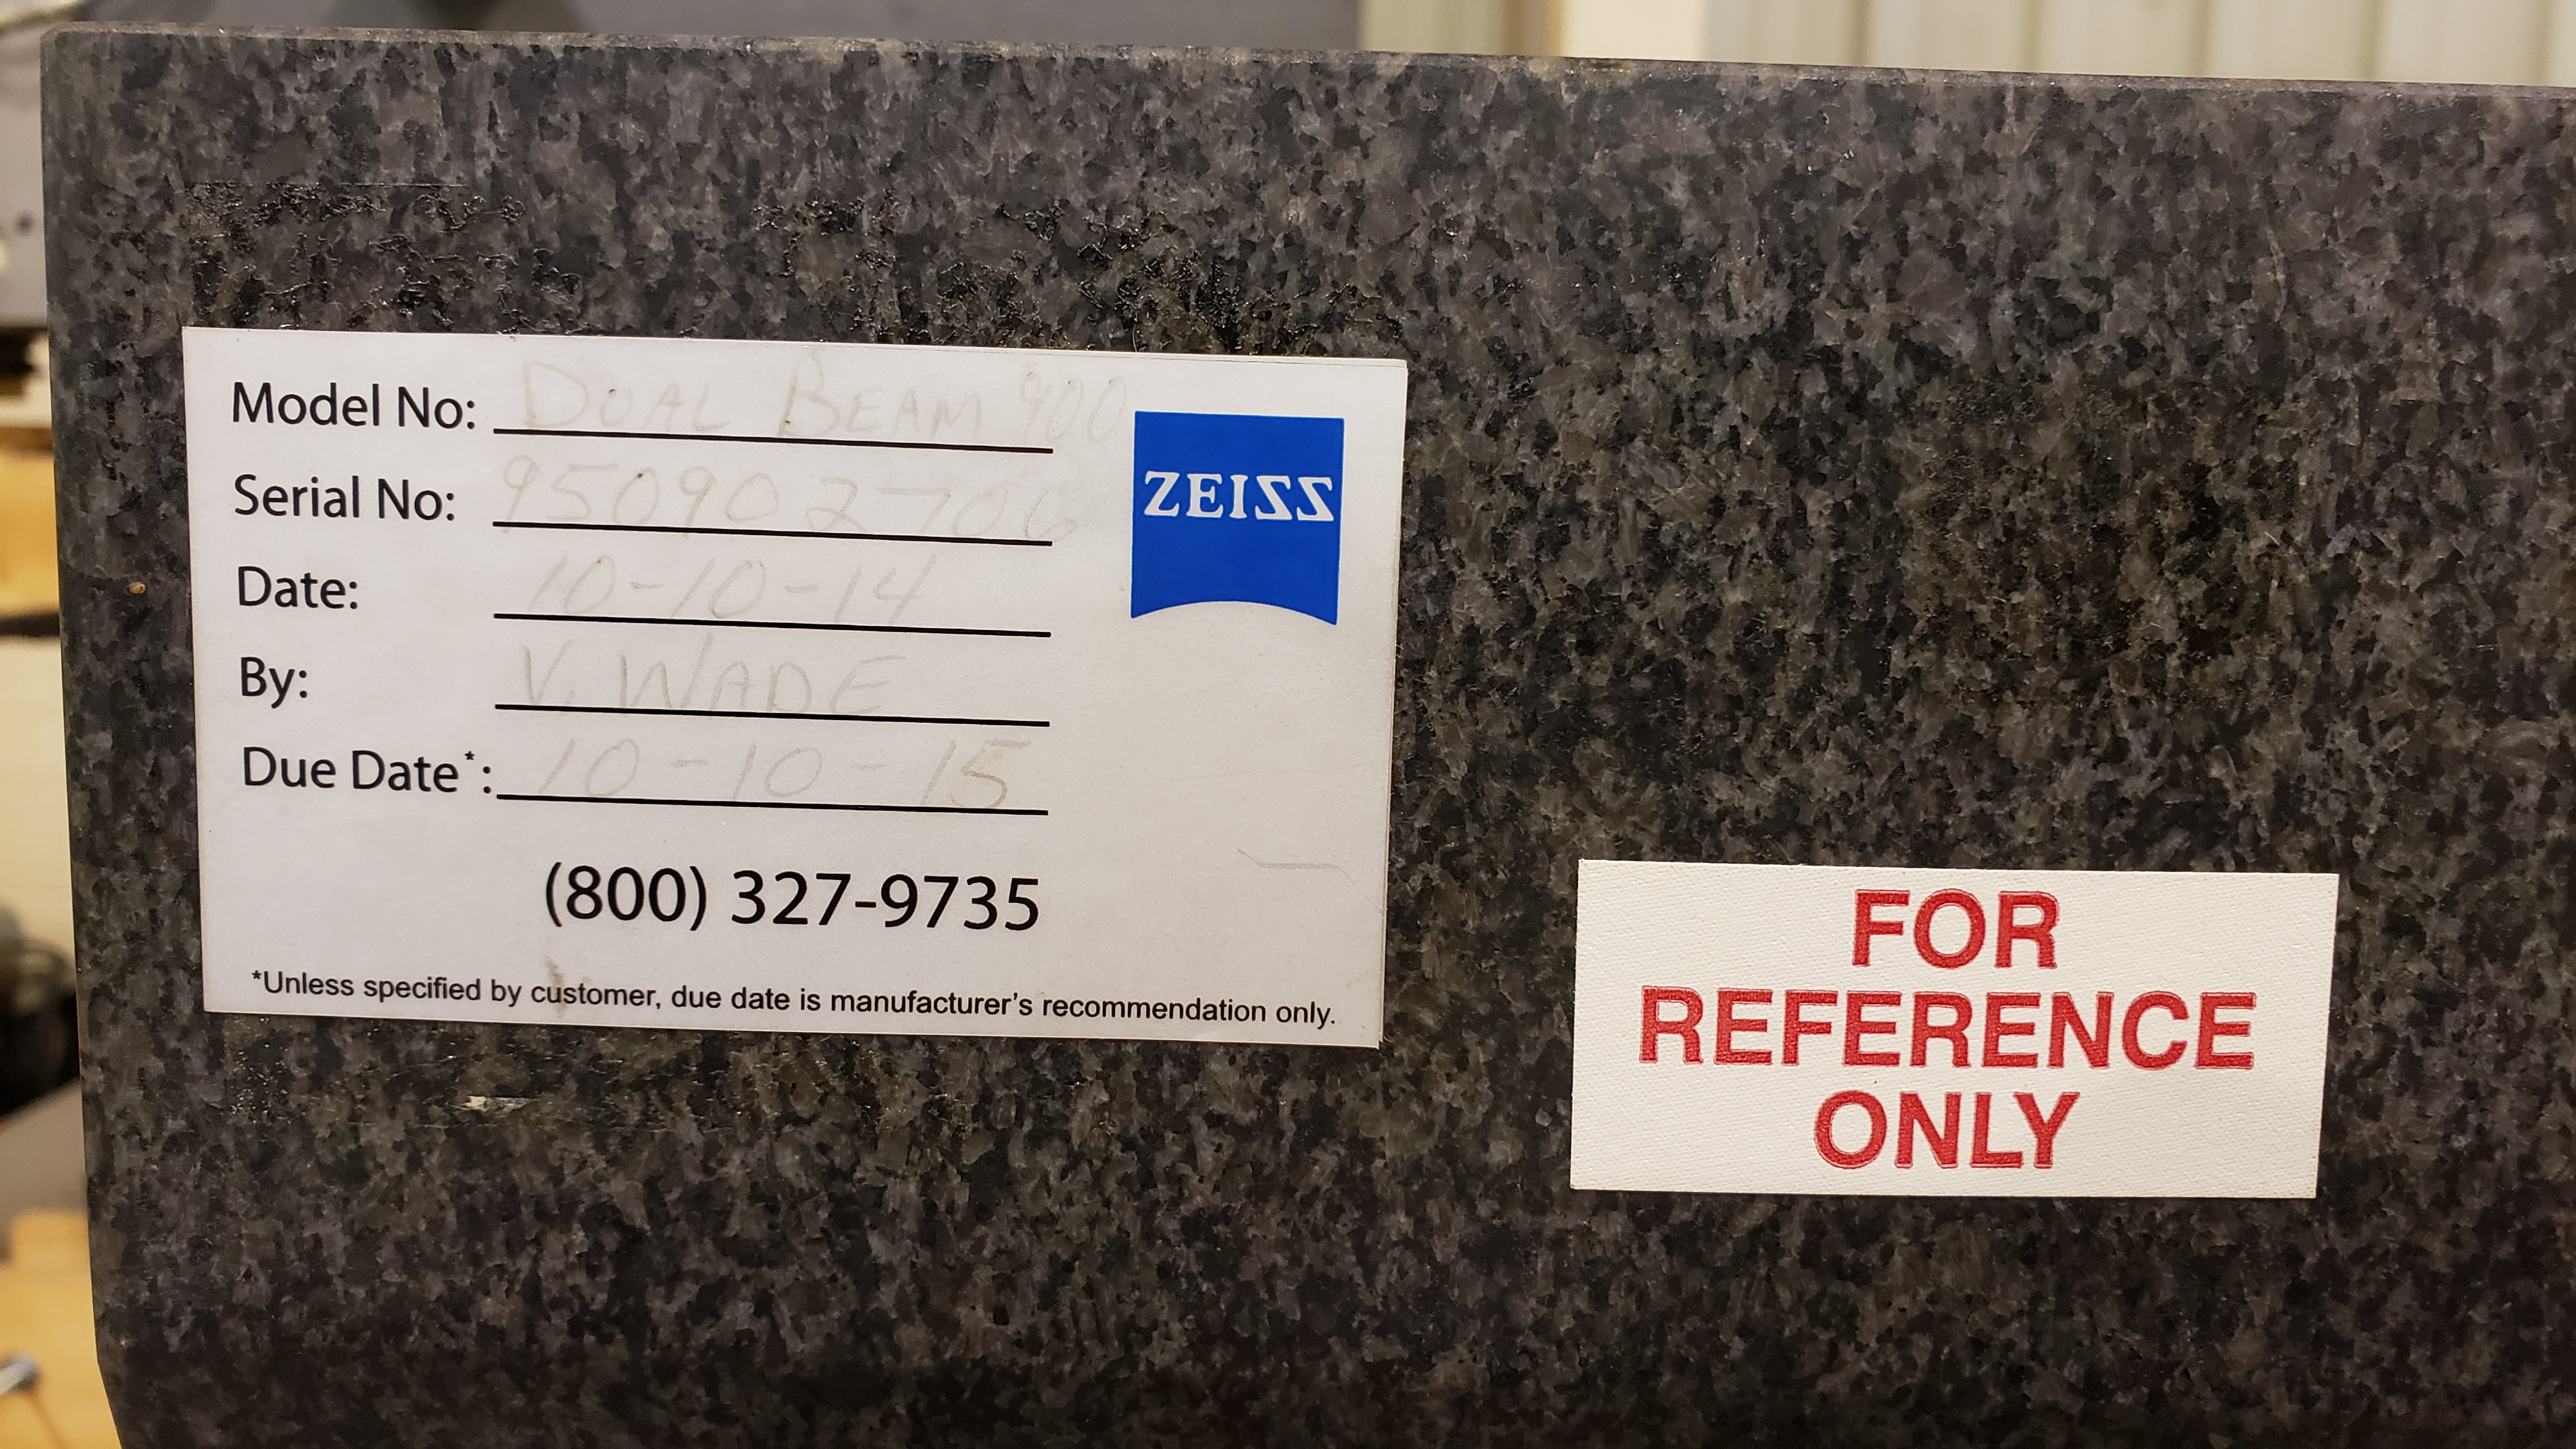 Model No: DUAL BEAM 900
Serial No: 950902706
Date: 10-10-14
By: V. WADE
Due Date*: 10-10-15
ZEISS
(800) 327-9735
*Unless specified by customer, due date is manufacturer's recommendation only.
FOR
REFERENCE
ONLY